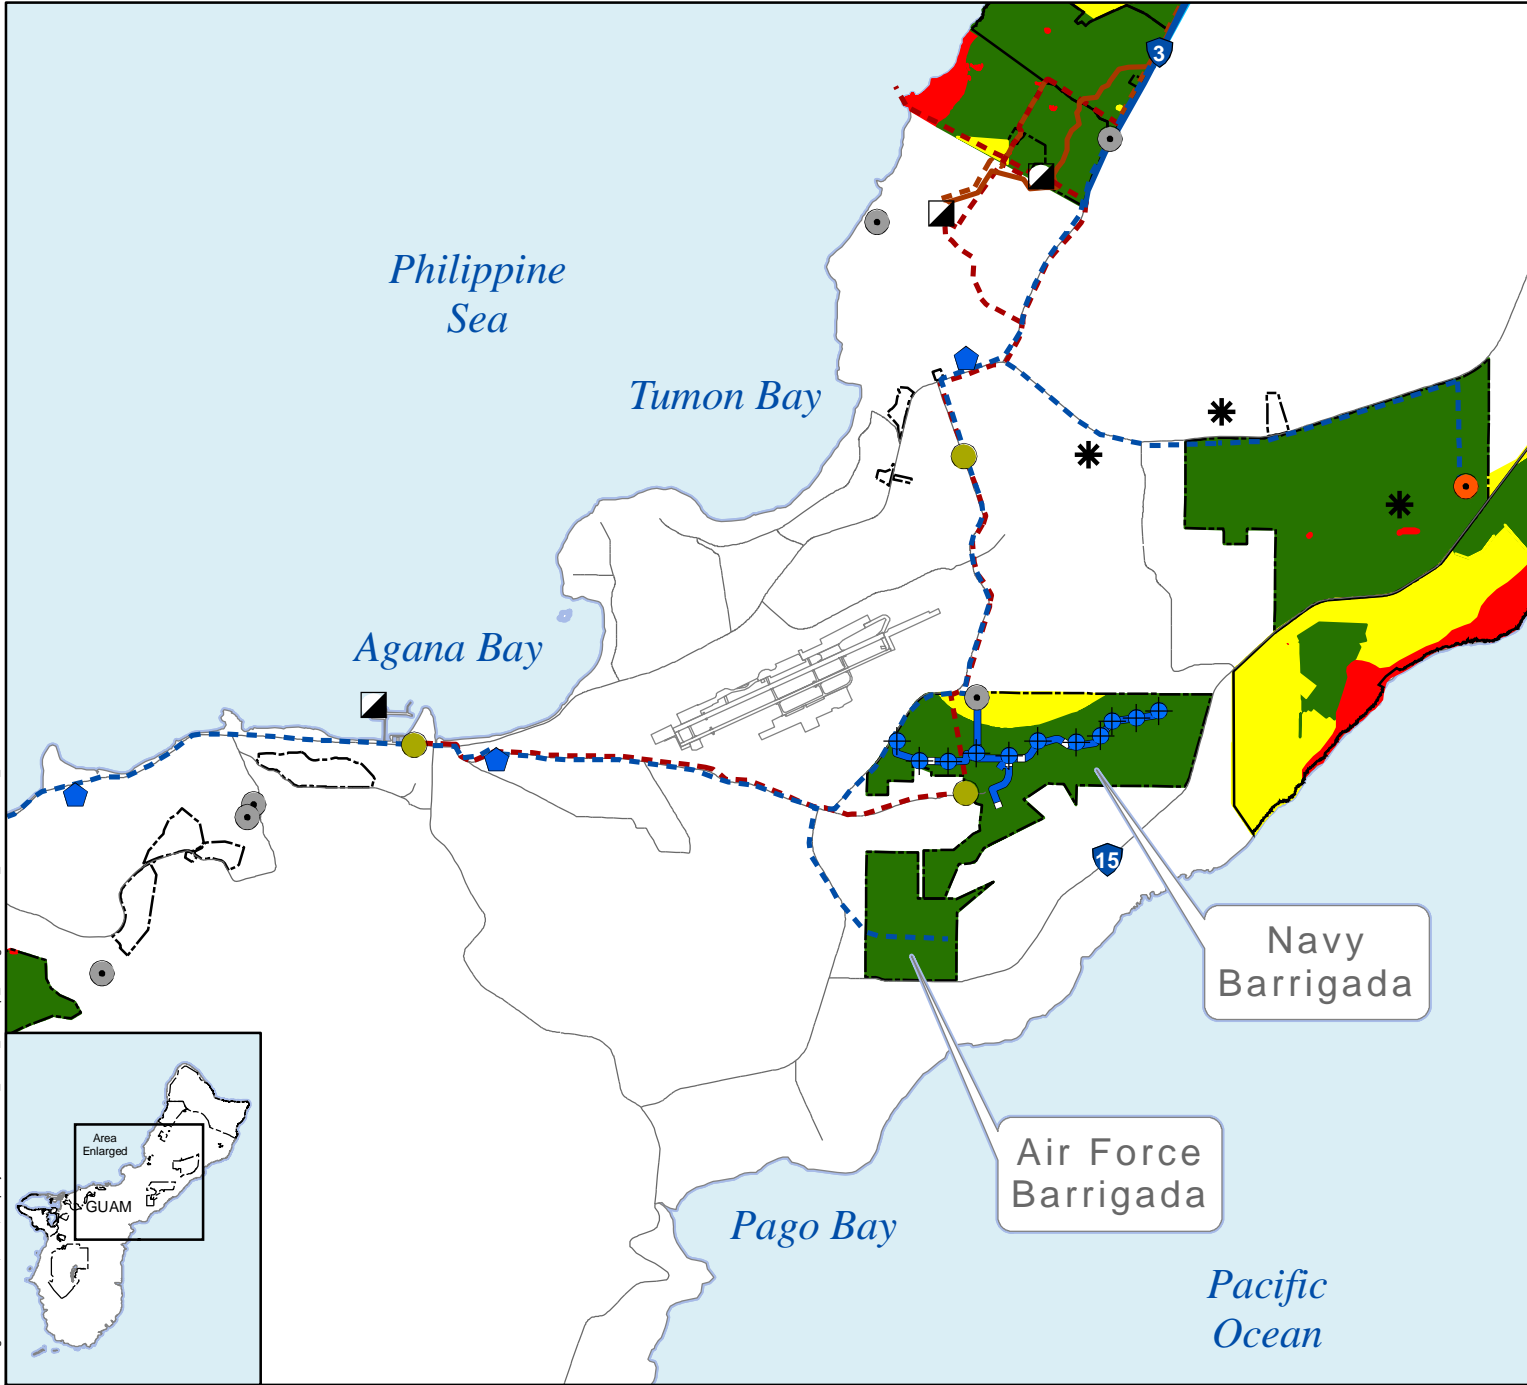 3
Philippine
Sea
Tumon Bay
Agana Bay
15
Navy
Barrigada
Air Force
Barrigada
Pago Bay
Pacific
Ocean
Area
Enlarged
GUAM